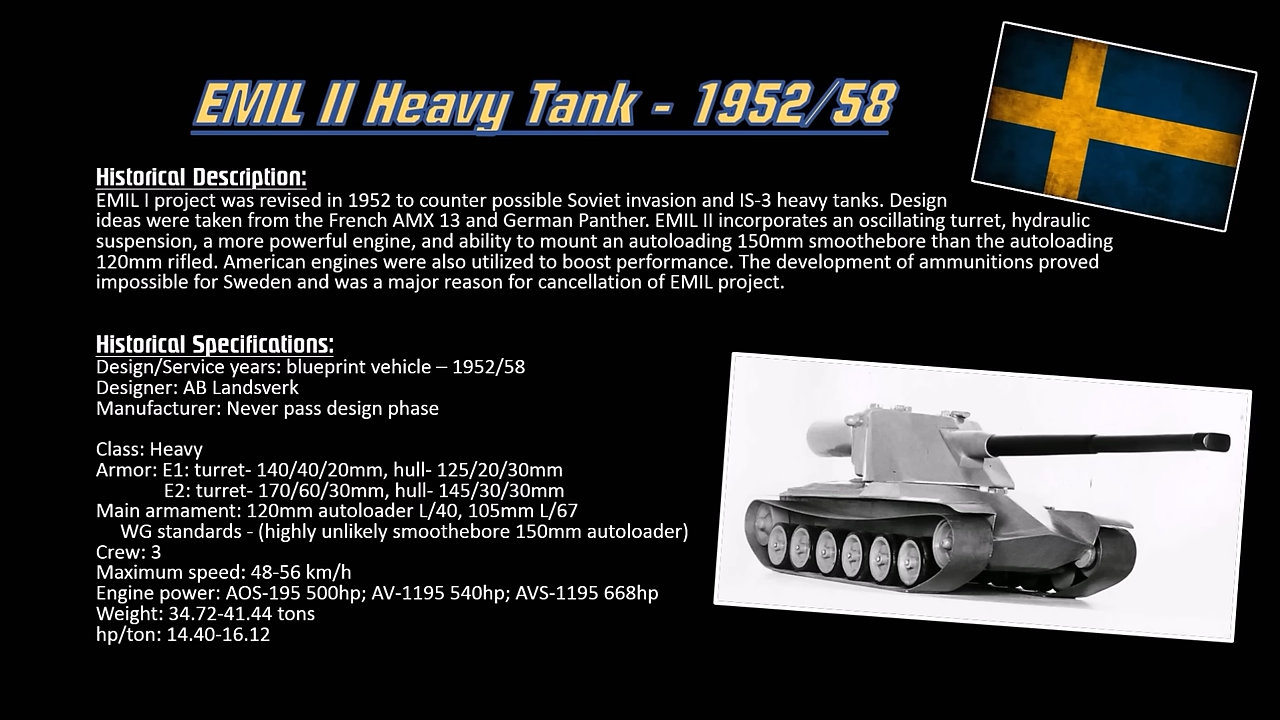 EMIL II Heavy Tank - 1952/58
Historical Description:
EMIL I project was revised in 1952 to counter possible Soviet invasion and IS-3 heavy tanks. Design
ideas were taken from the French AMX 13 and German Panther. EMIL II incorporates an oscillating turret, hydraulic
suspension, a more powerful engine, and ability to mount an autoloading 150mm smoothebore than the autoloading
120mm rifled. American engines were also utilized to boost performance. The development of ammunitions proved
impossible for Sweden and was a major reason for cancellation of EMIL project.
Historical Specifications:
Design/Service years: blueprint vehicle – 1952/58
Designer: AB Landsverk
Manufacturer: Never pass design phase
Class: Heavy
Armor: E1: turret- 140/40/20mm, hull- 125/20/30mm
E2: turret- 170/60/30mm, hull- 145/30/30mm
Main armament: 120mm autoloader L/40, 105mm L/67
WG standards - (highly unlikely smoothebore 150mm autoloader)
Crew: 3
Maximum speed: 48-56 km/h
Engine power: AOS-195 500hp; AV-1195 540hp; AVS-1195 668hp
Weight: 34.72-41.44 tons
hp/ton: 14.40-16.12